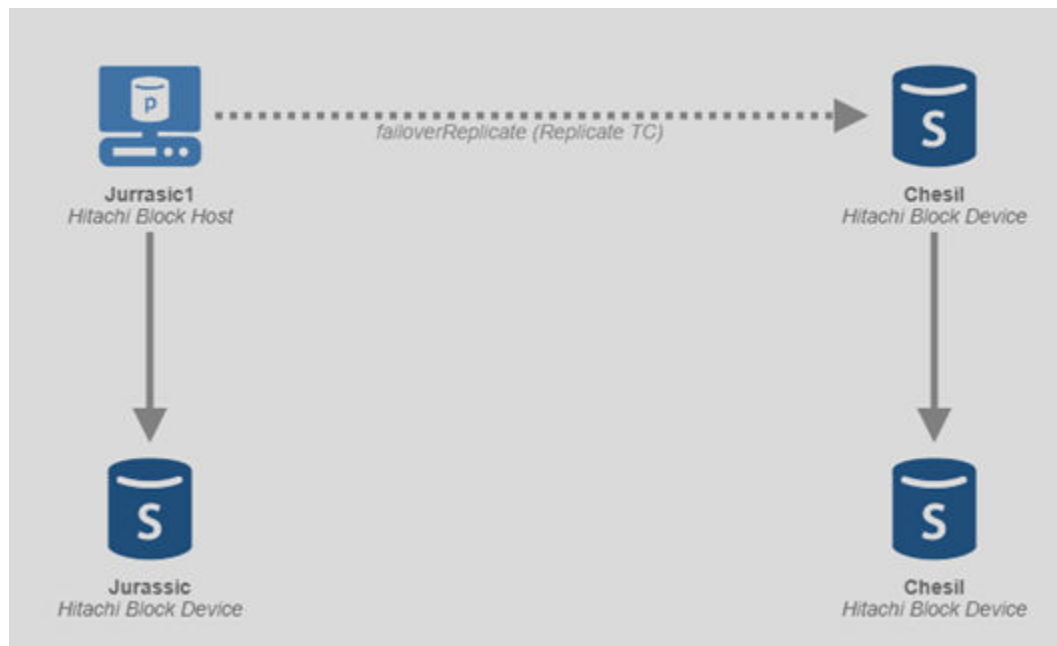 p
failoverReplicate (Replicate TC)
S
Jurrasic1
Hitachi Block Host
Chesil
Hitachi Block Device
S
S
Jurassic
Hitachi Block Device
Chesil
Hitachi Block Device